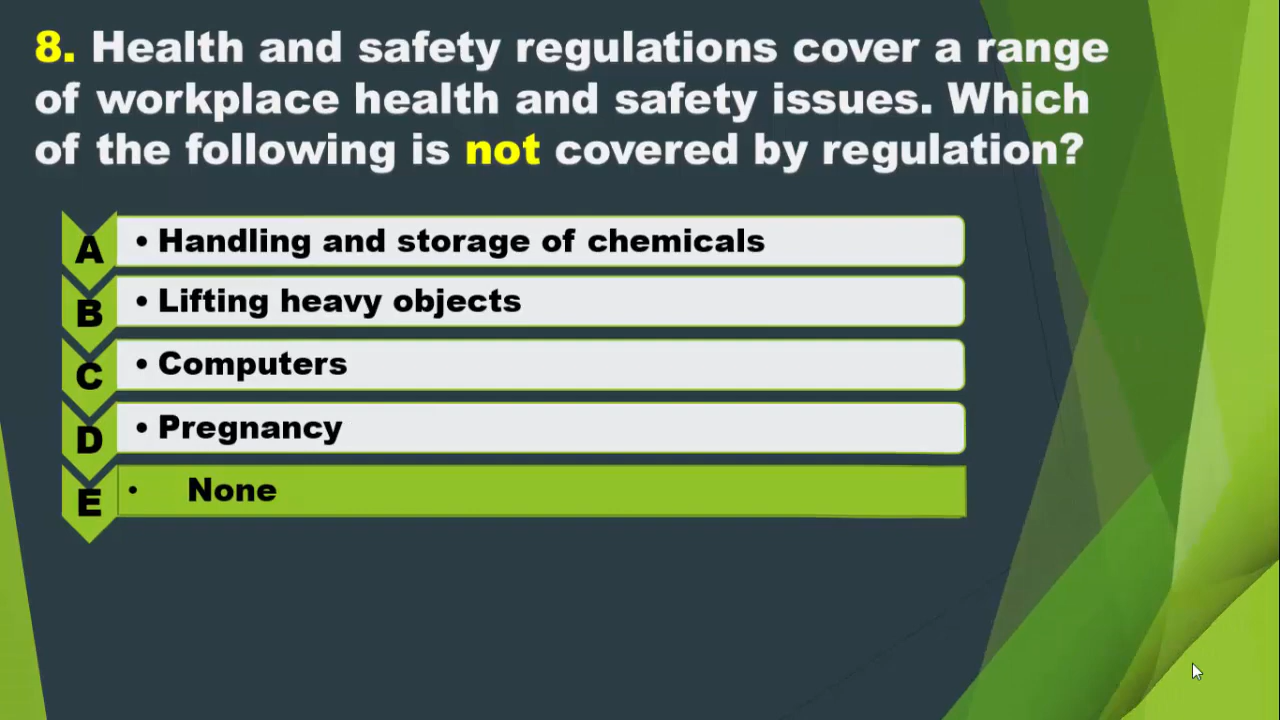 8. Health and safety regulations cover a range
of workplace health and safety issues. Which
of the following is not covered by regulation?
A • Handling and storage of chemicals
B • Lifting heavy objects
C • Computers
D • Pregnancy
E • None